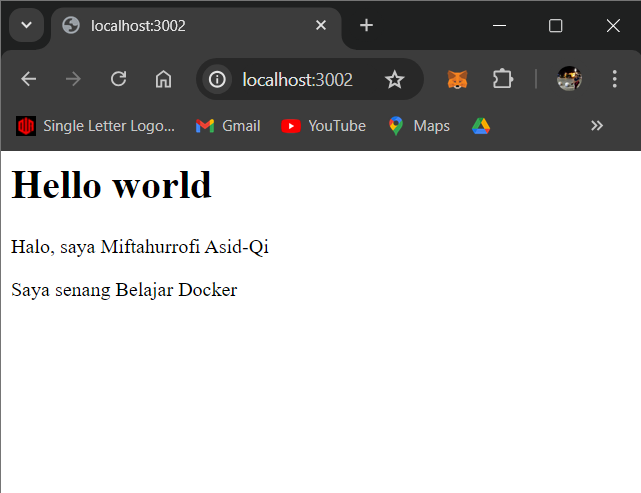 localhost:3002
localhost:3002
Single Letter Logo... Gmail YouTube Maps
Hello world
Halo, saya Miftahurrofi Asid-Qi
Saya senang Belajar Docker